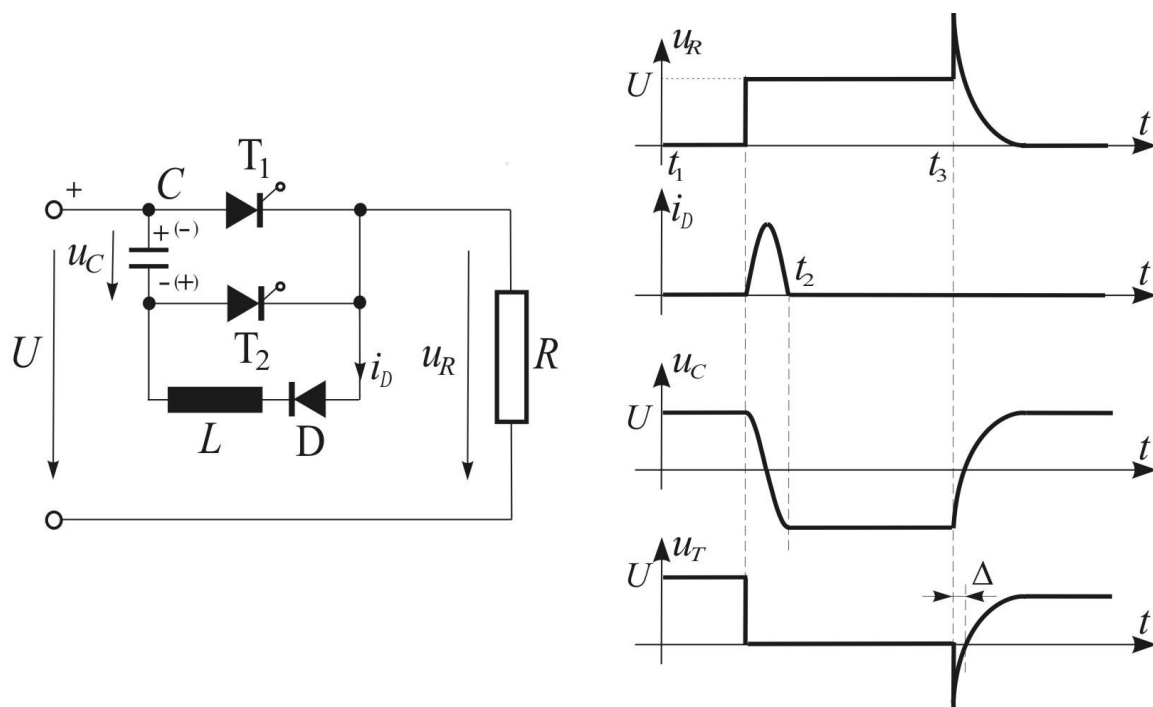 T1
C
+
+(-)
uC
-(+)
T2
U
iD
uR
R
L
D
uR
U
t
t1
t3
iD
t2
t
uC
U
t
uT
U
Δ
t